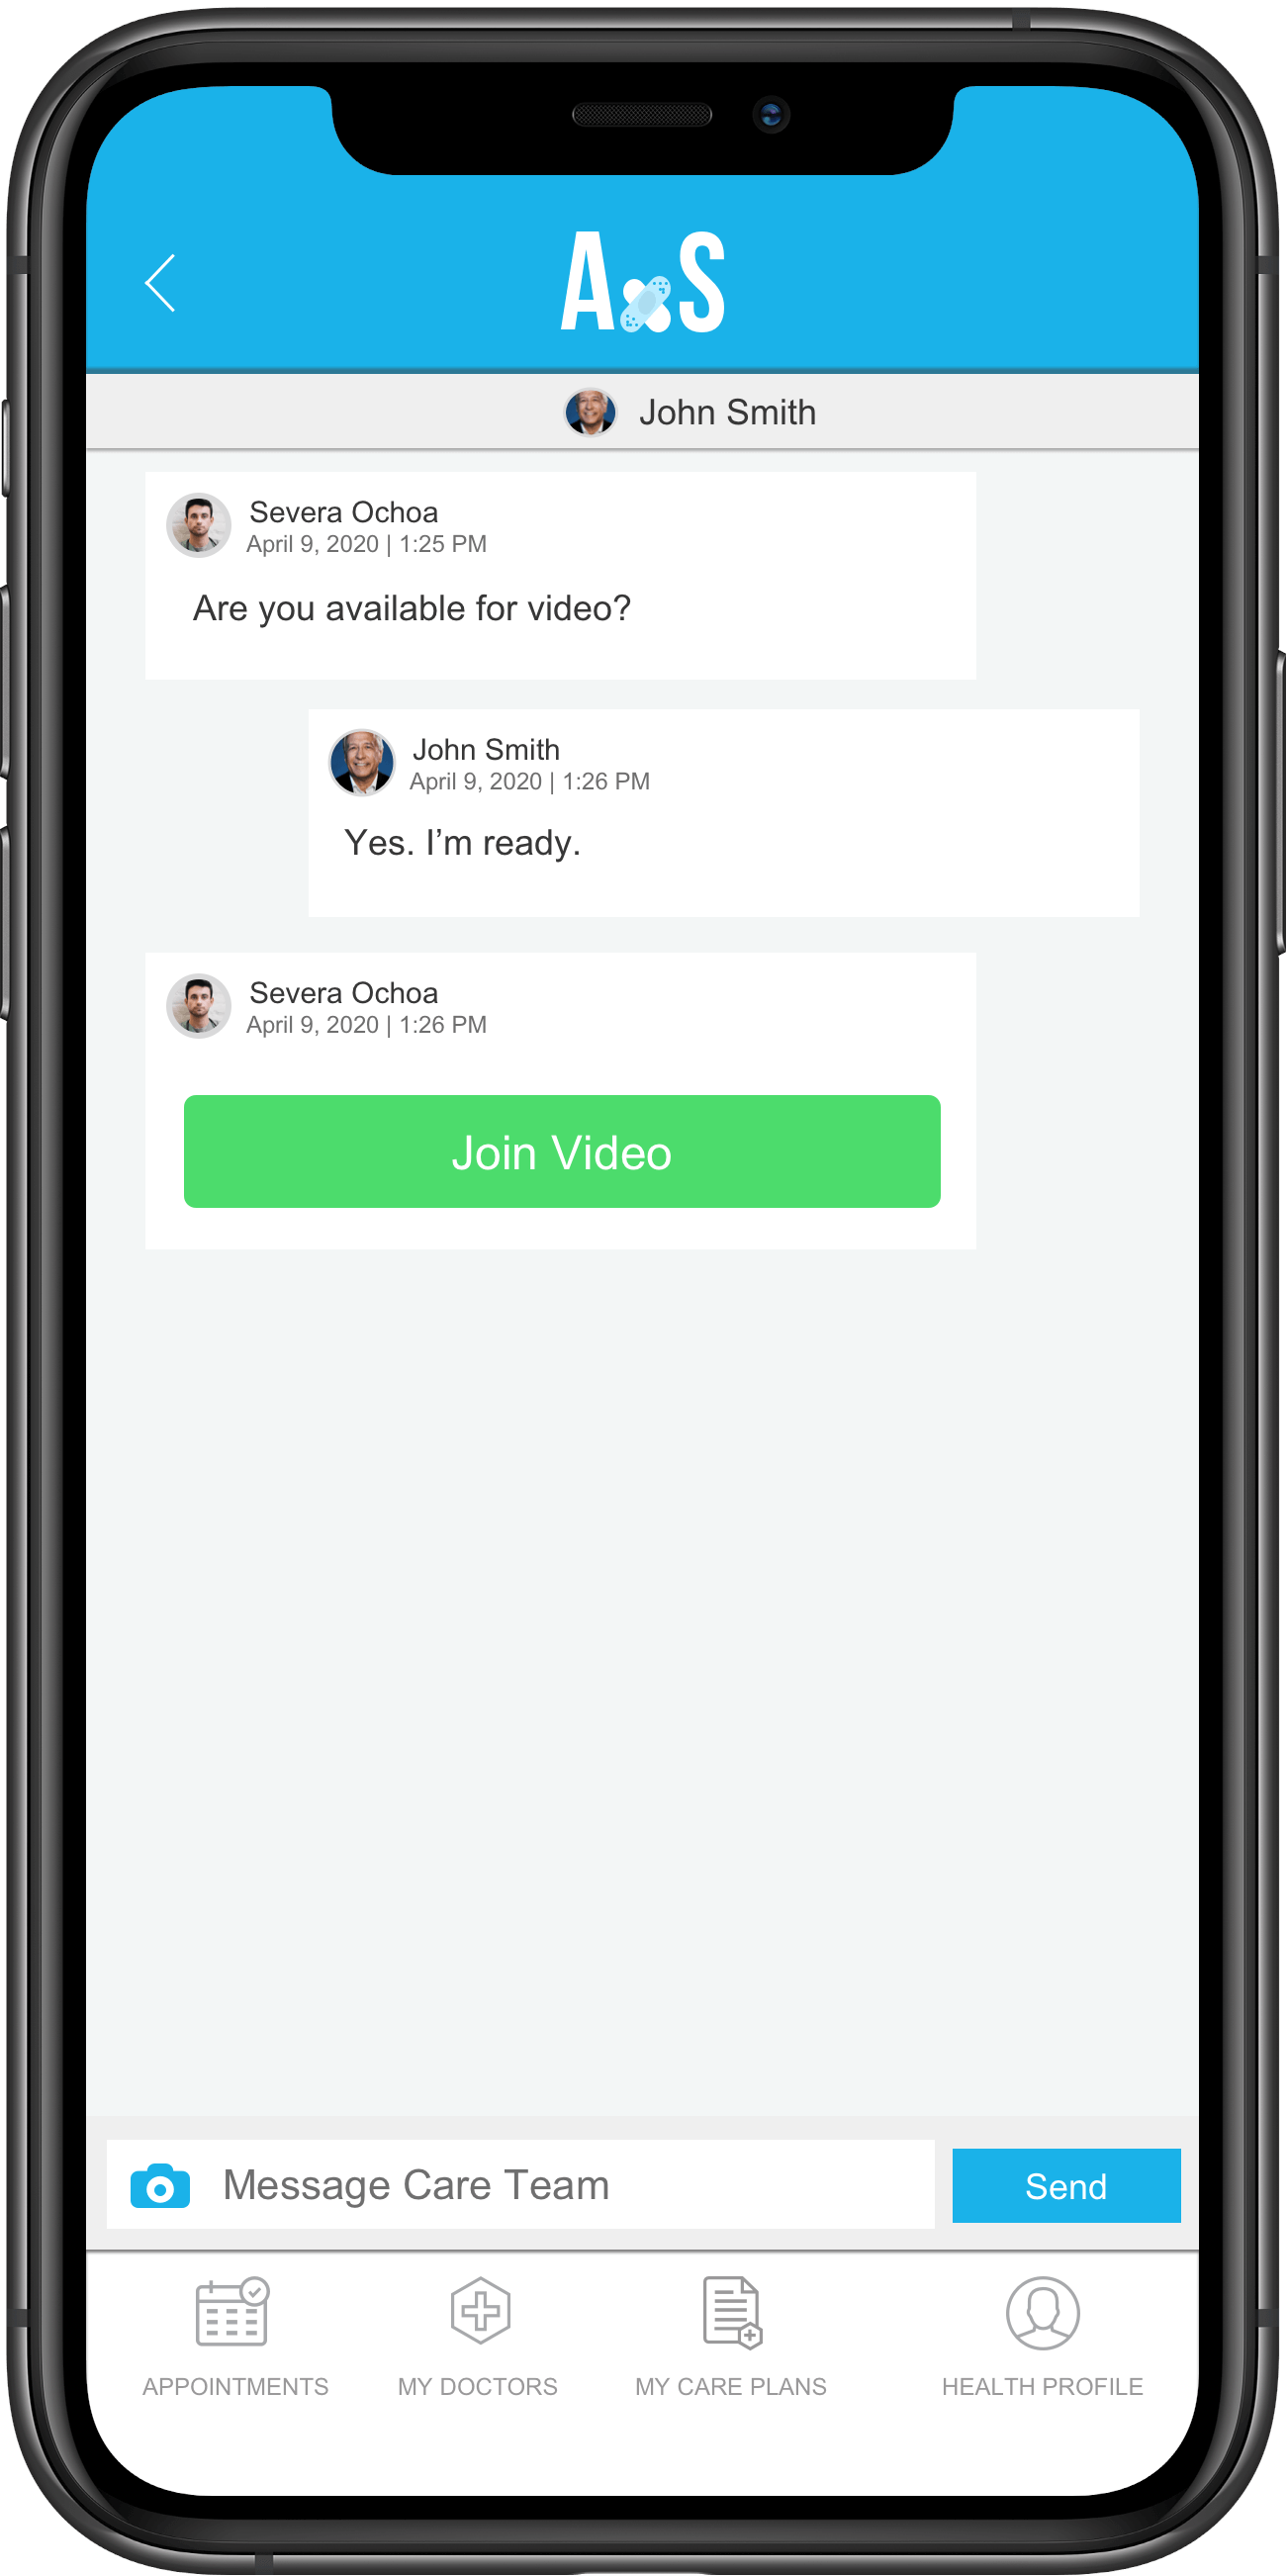 AxS
John Smith
Severa Ochoa
April 9, 2020 | 1:25 PM
Are you available for video?
John Smith
April 9, 2020 | 1:26 PM
Yes. I’m ready.
Severa Ochoa
April 9, 2020 | 1:26 PM
Join Video
Message Care Team
Send
APPOINTMENTS
MY DOCTORS
MY CARE PLANS
HEALTH PROFILE